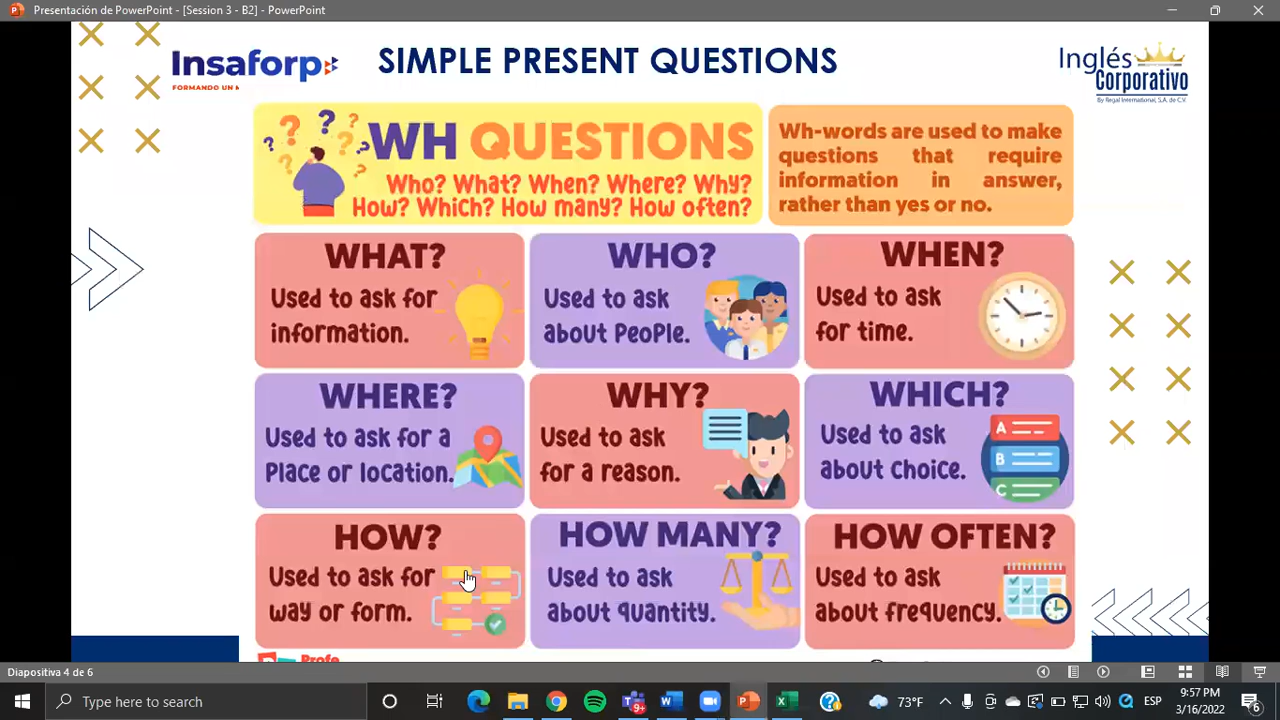 Presentación de PowerPoint - [Session 3 - B2] - PowerPoint
Insaforp
FORMANDO UN
SIMPLE PRESENT QUESTIONS
Inglés
Corporativo
By Regal International, S.A. de C.V.
WH QUESTIONS
Who? What? When? Where? Why?
How? Which? How many? How often?
Wh-words are used to make
questions that require
information in answer,
rather than yes or no.
WHAT?
Used to ask for
information.
WHO?
Used to ask
about People.
WHEN?
Used to ask
for time.
WHERE?
Used to ask for a
Place or location.
WHY?
Used to ask
for a reason.
WHICH?
Used to ask
about choice.
A
B
C
HOW?
Used to ask for
way or form.
HOW MANY?
Used to ask
about quantity.
HOW OFTEN?
Used to ask
about frequency.
Profe
Diapositiva 4 de 6
Type here to search
9+
73°F
ESP
9:57 PM
3/16/2022
6